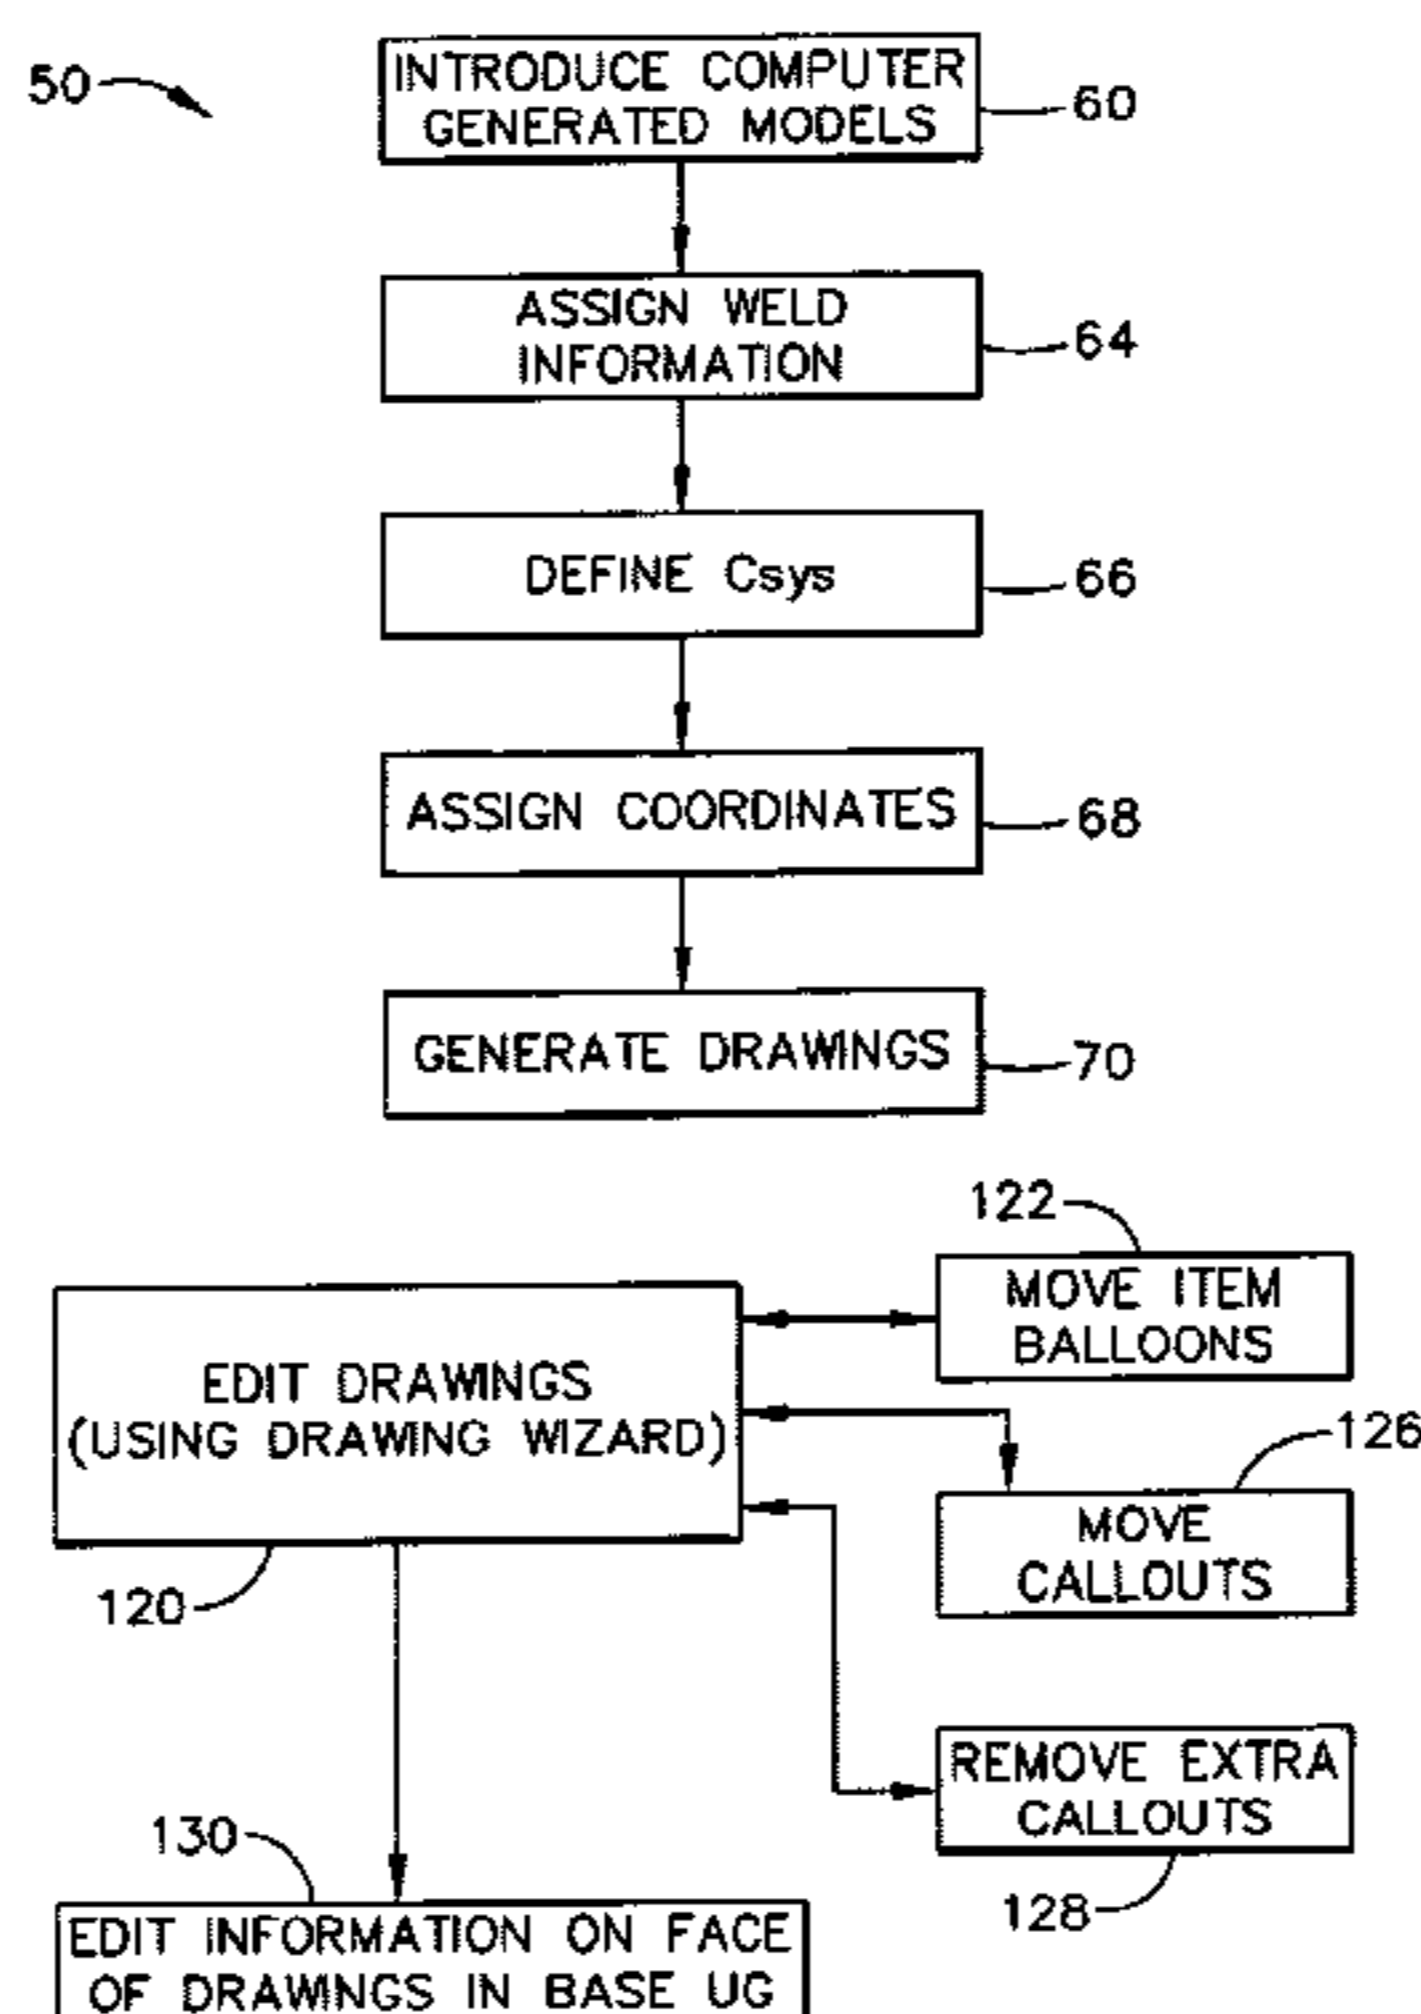 50
INTRODUCE COMPUTER
GENERATED MODELS
60
ASSIGN WELD
INFORMATION
64
DEFINE Csys
66
ASSIGN COORDINATES
68
GENERATE DRAWINGS
70
122
MOVE ITEM
BALLOONS
EDIT DRAWINGS
(USING DRAWING WIZARD)
120
126
MOVE
CALLOUTS
REMOVE EXTRA
CALLOUTS
128
130
EDIT INFORMATION ON FACE
OF DRAWINGS IN BASE UG